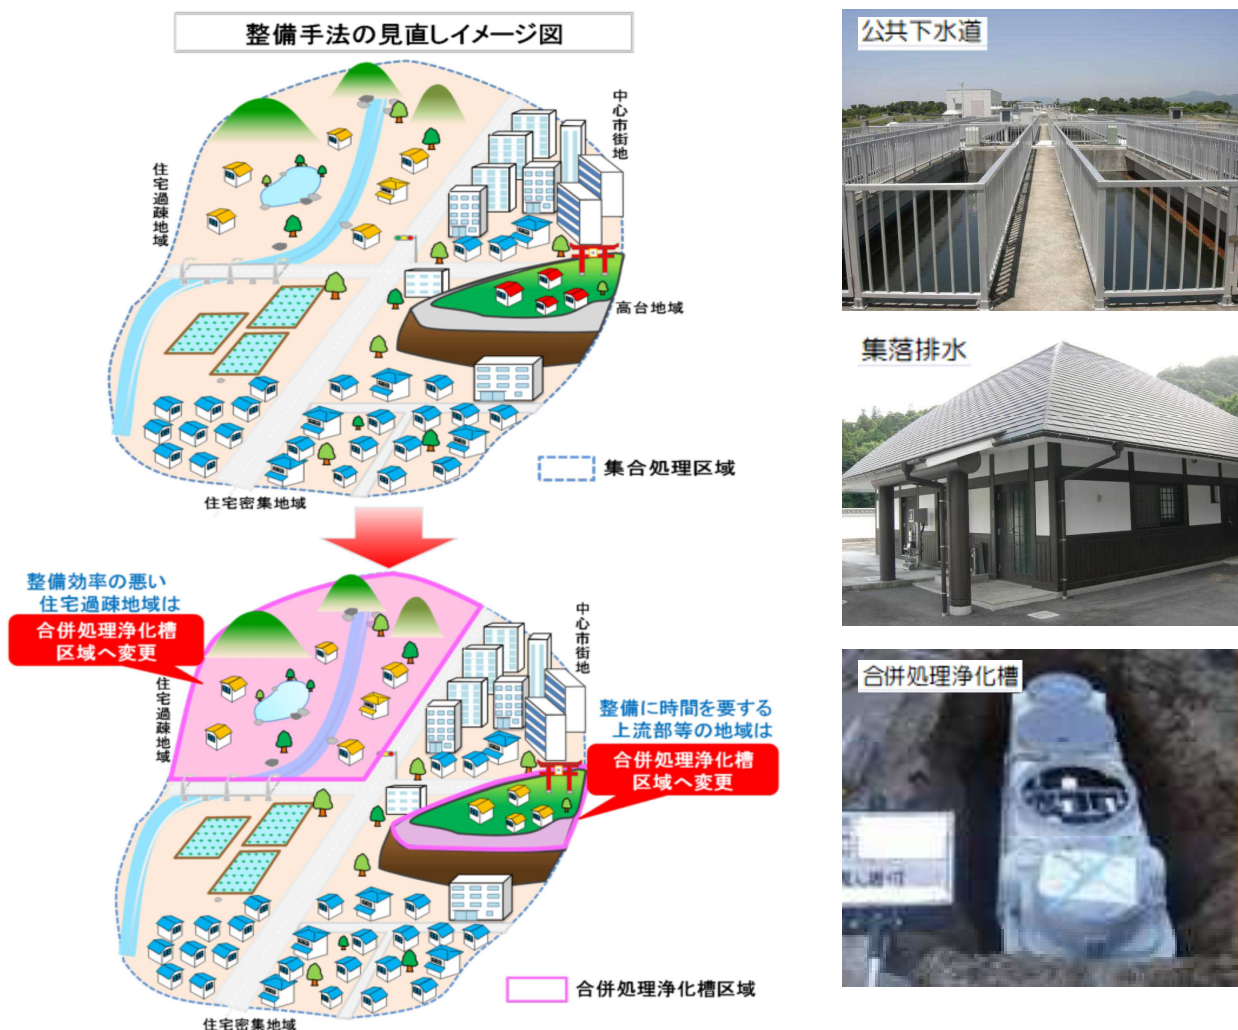 整備手法の見直しイメージ図
中心市街地
住宅過疎地域
高台地域
集合処理区域
住宅密集地域
整備効率の悪い
住宅過疎地域は
合併処理浄化槽
区域へ変更
中心市街地
住宅過疎地域
整備に時間を要する
上流部等の地域は
合併処理浄化槽
区域へ変更
合併処理浄化槽区域
住宅密集地域
公共下水道
集落排水
合併処理浄化槽